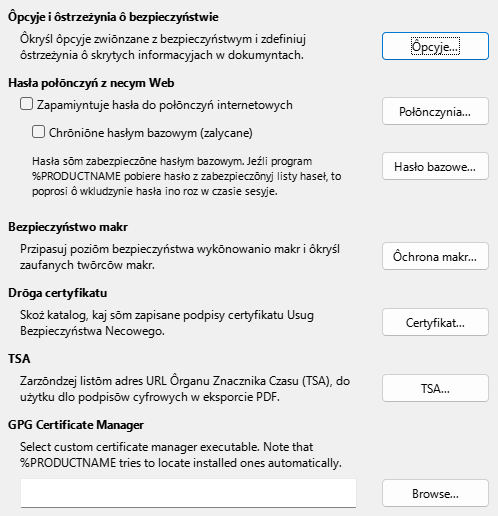 Ôpcyje i ôstrzeżynia ô bezpieczyństwie
Ôkryśl ôpcyje zwiōnzane z bezpieczyństwym i zdefiniuj
ôstrzeżynia ô skrytych informacyjach w dokumyntach.
Ôpcyje...
Hasła połōnczyń z necym Web
Zapamiyntuje hasła do połōnczyń internetowych
Połōnczynia...
Chrōniōne hasłym bazowym (zalycane)
Hasła sōm zabezpieczōne hasłym bazowym. Jeźli program
%PRODUCTNAME pobiere hasło z zabezpieczōnyj listy haseł, to
poprosi ô wkludzynie hasła ino roz w czasie sesyje.
Hasło bazowe...
Bezpieczyństwo makr
Przipasuj poziōm bezpieczyństwa wykōnowanio makri i ôkryśl
zaufanych twōrcōw makr.
Ôchrona makr...
Drōga certyfikatu
Skoż katalog, kaj sōm zapisane podpisy certyfikatu Usug
Bezpieczyństwa Necowego.
Certyfikat...
TSA
Zarzōndzej listōm adres URL Ôrganu Znacznika Czasu (TSA), do
użytku dlo podpisōw cyfrowych w eksporcie PDF.
TSA...
GPG Certificate Manager
Select custom certificate manager executable. Note that
%PRODUCTNAME tries to locate installed ones automatically.
Browse...